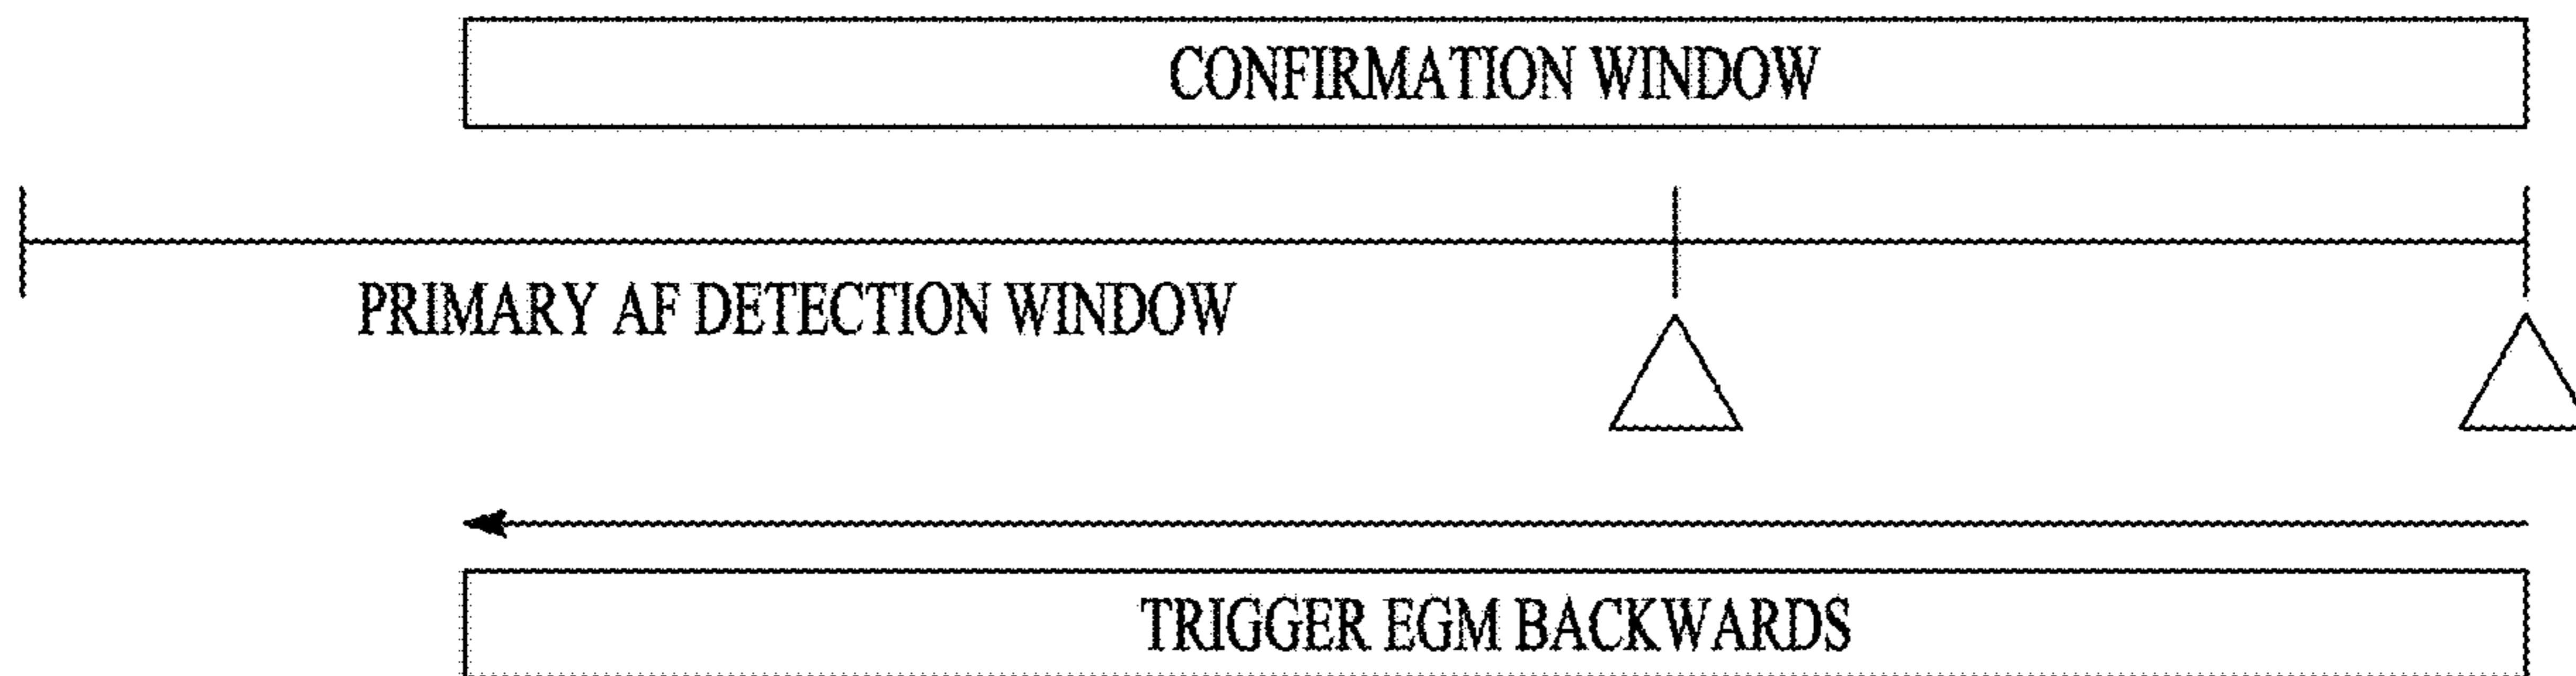 CONFIRMATION WINDOW
PRIMARY AF DETECTION WINDOW
TRIGGER EGM BACKWARDS